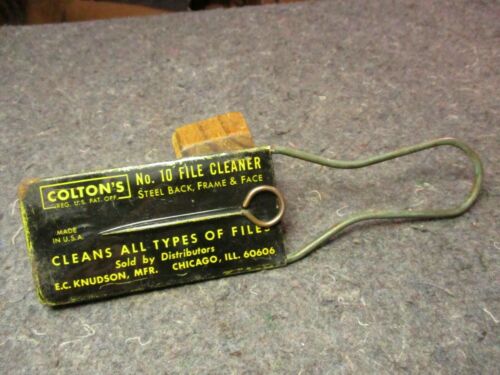 COLTON'S
REG. U.S. PAT. OFF.
No. 10 FILE CLEANER
STEEL BACK, FRAME & FACE
MADE
IN U.S.A.
CLEANS ALL TYPES OF FILES
Sold by Distributors
E.C. KNUDSON, MFR. CHICAGO, ILL. 60606